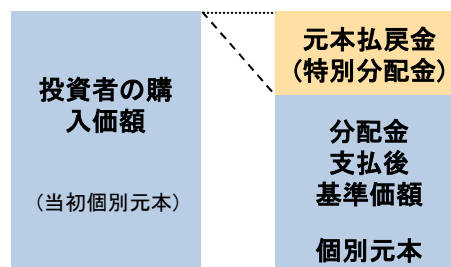 投資者の購
入価額
(当初個別元本)
元本払戻金
(特別分配金)
分配金
支払後
基準価額
個別元本